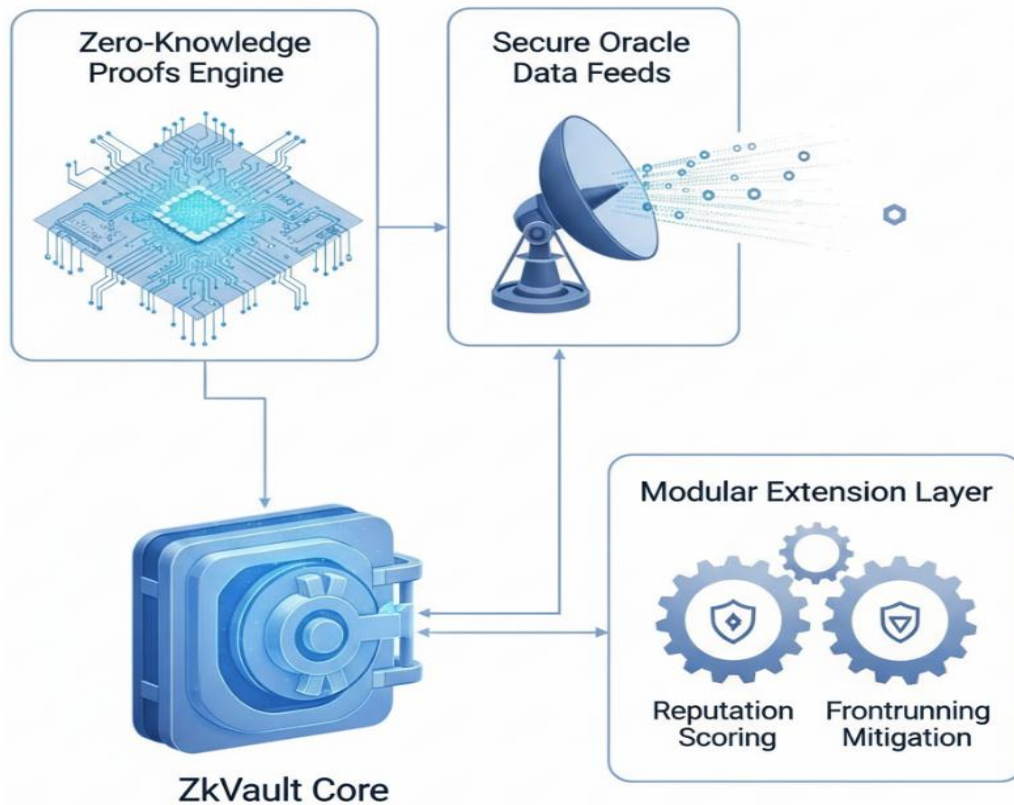 Zero-Knowledge
Proofs Engine
Secure Oracle
Data Feeds
Modular Extension Layer
Reputation
Scoring
Frontrunning
Mitigation
ZkVault Core